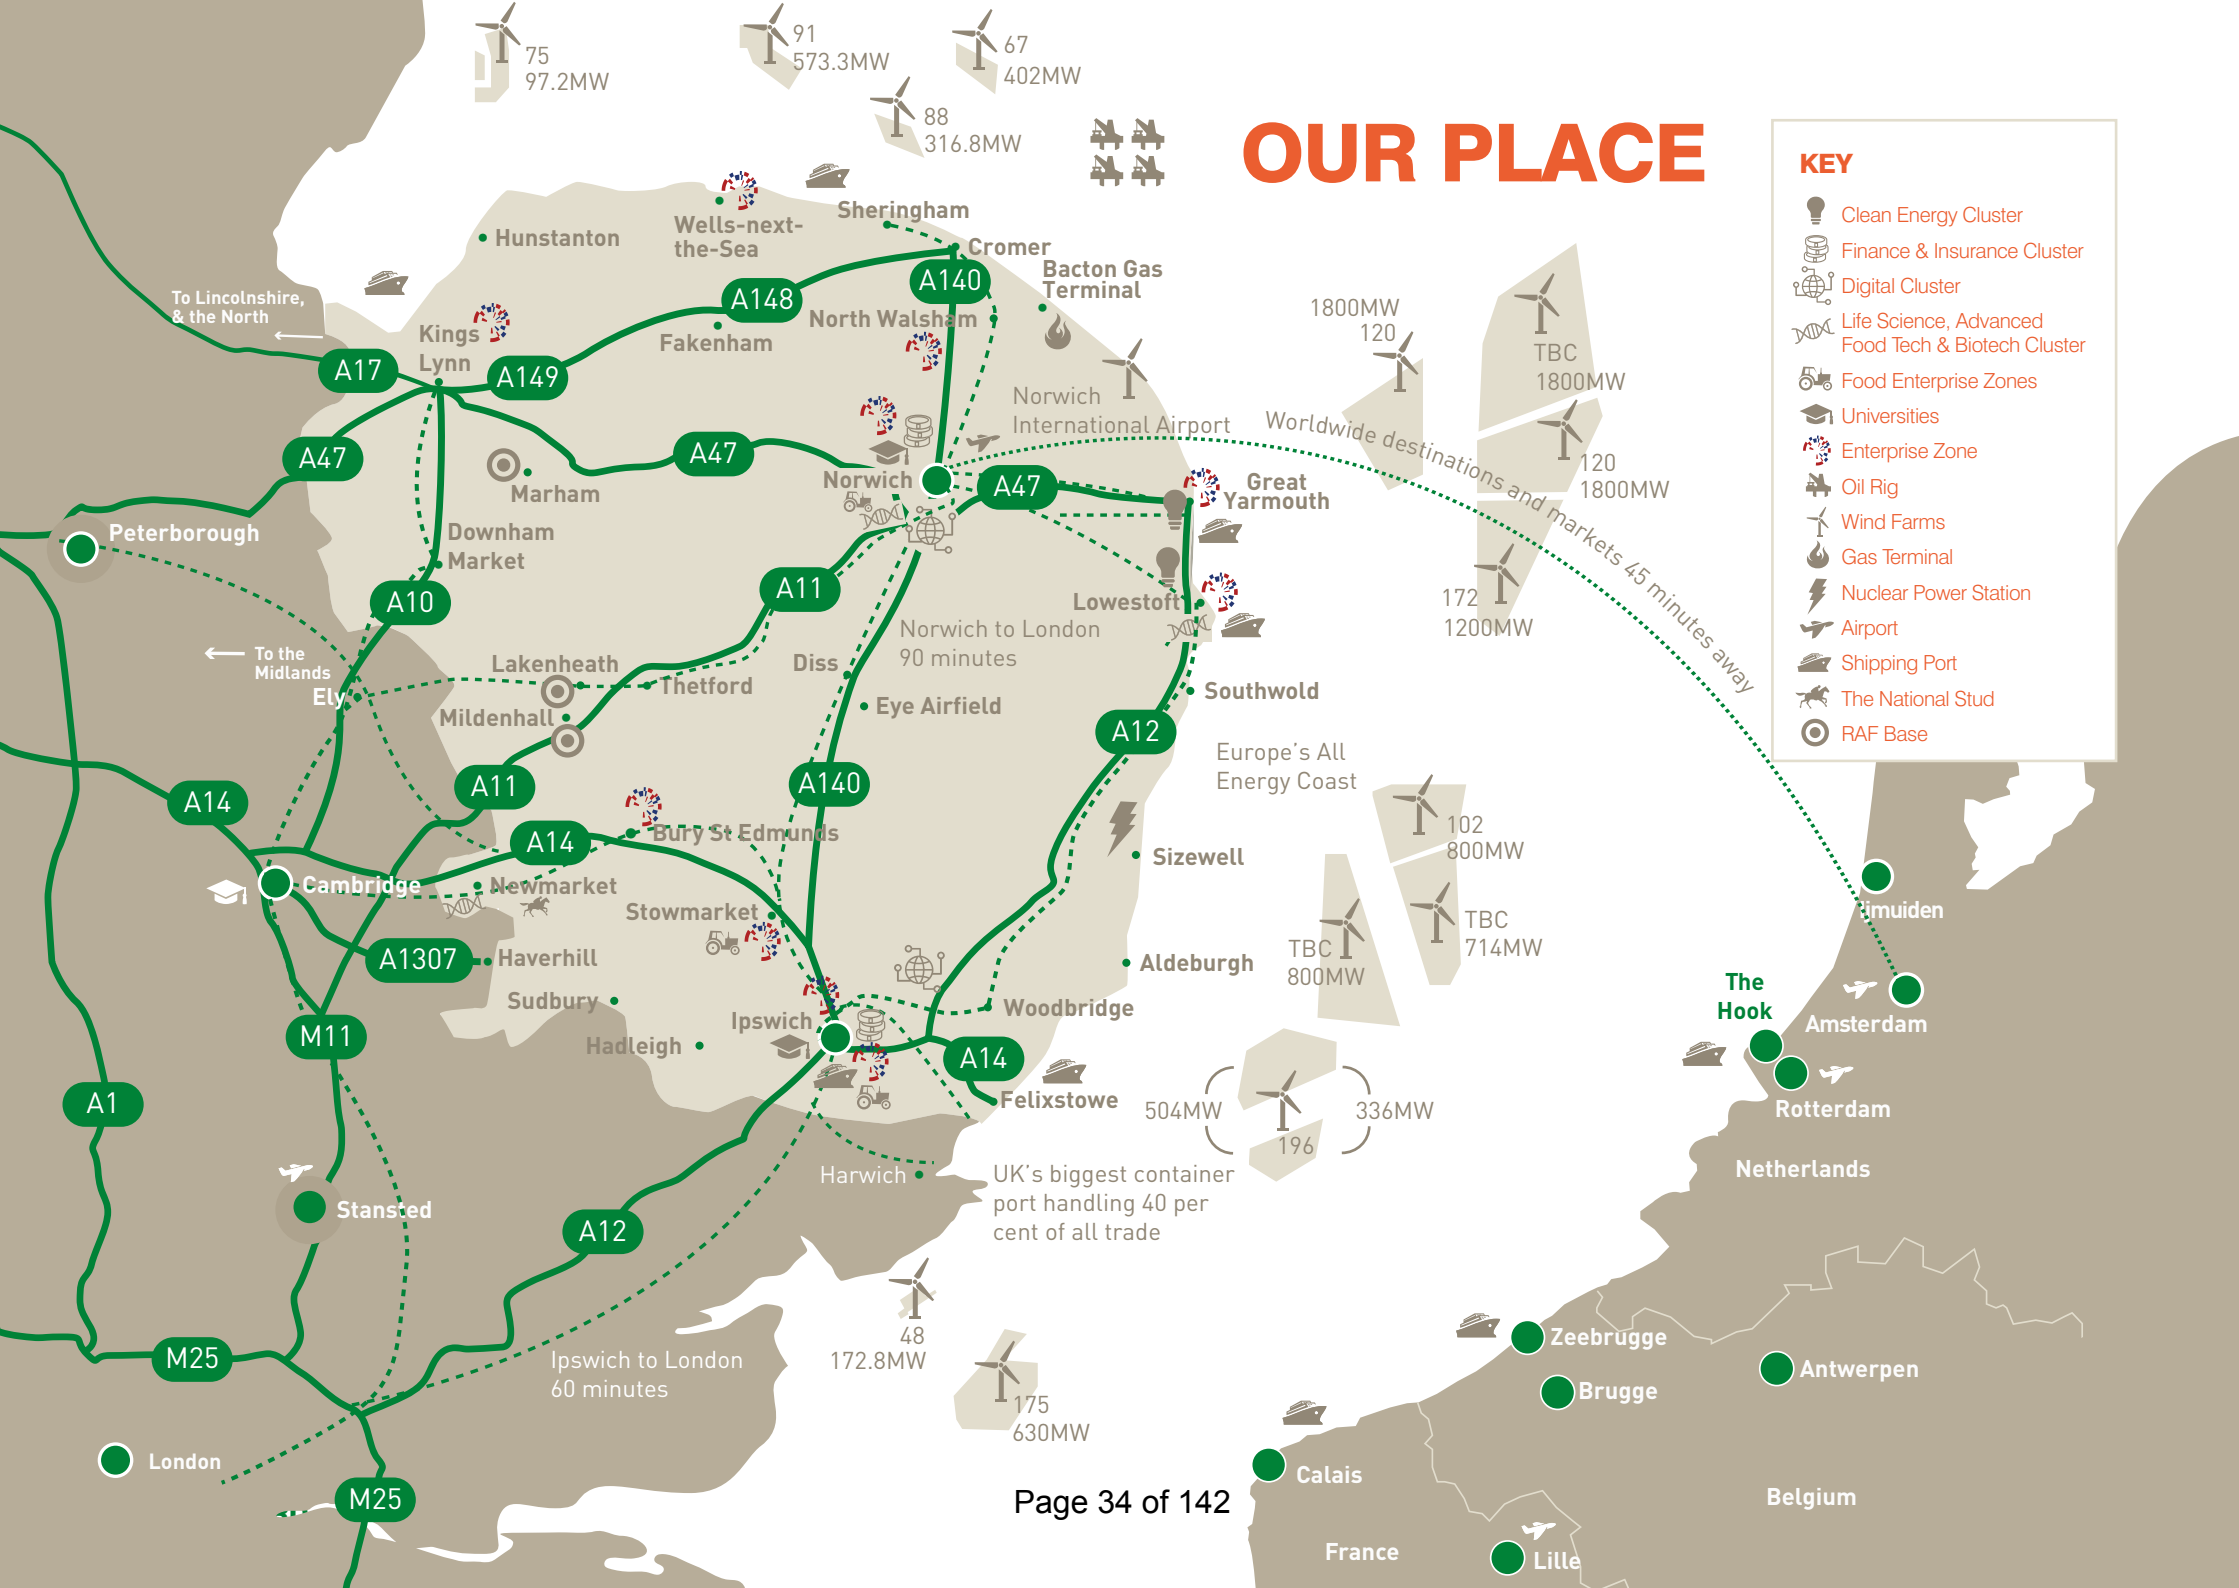 75
97.2MW
91
573.3MW
67
402MW
88
316.8MW
OUR PLACE
KEY
Clean Energy Cluster
Finance & Insurance Cluster
Digital Cluster
Life Science, Advanced
Food Tech & Biotech Cluster
Food Enterprise Zones
Universities
Enterprise Zone
Oil Rig
Wind Farms
Gas Terminal
Nuclear Power Station
Airport
Shipping Port
The National Stud
RAF Base
Sheringham
Wells-next-
the-Sea
Hunstanton
Cromer
Bacton Gas
Terminal
A140
A148
To Lincolnshire,
& the North
Kings
Lynn
North Walsham
Fakenham
A17
A149
1800MW
120
TBC
1800MW
Norwich
International Airport
Worldwide destinations and markets 45 minutes away
A47
A47
120
1800MW
Marham
Norwich
A47
Great
Yarmouth
Peterborough
Downham
Market
A10
A11
Lowestoft
172
1200MW
Norwich to London
90 minutes
To the
Midlands
Ely
Lakenheath
Thetford
Diss
Mildenhall
Eye Airfield
Southwold
A12
Europe's All
Energy Coast
A14
A11
A140
A14
Bury St Edmunds
Sizewell
102
800MW
Cambridge
Newmarket
Stowmarket
TBC
714MW
TBC
800MW
imuiden
A1307
Haverhill
Aldeburgh
Sudbury
Woodbridge
The
Hook
Amsterdam
M11
Ipswich
Hadleigh
A14
Felixstowe
504MW
336MW
196
Rotterdam
A1
Netherlands
Harwich
UK's biggest container
port handling 40 per
cent of all trade
Stansted
A12
48
172.8MW
Zeebrugge
M25
Ipswich to London
60 minutes
Antwerpen
Brugge
175
630MW
London
Calais
M25
Page 34 of 142
Belgium
France
Lille